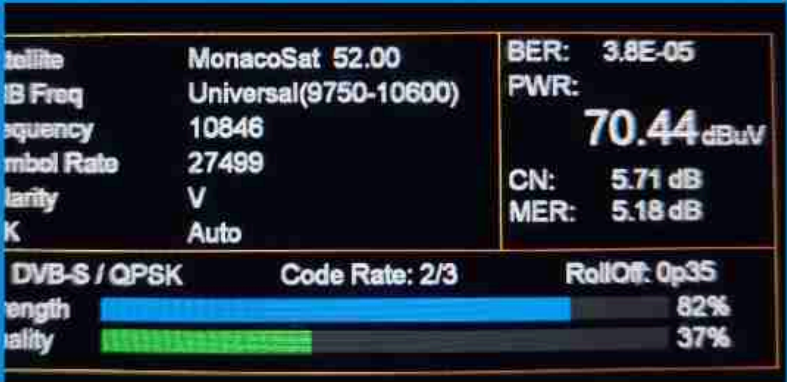 tellite MonacoSat 52.00
B Freq Universal(9750-10600)
equency 10846
mbol Rate 27499
larity V
K Auto
BER: 3.8E-05
PWR:
70.44 dBuV
CN: 5.71 dB
MER: 5.18 dB
DVB-S / QPSK Code Rate: 2/3 RollOff: 0p35
ength 82%
ality 37%